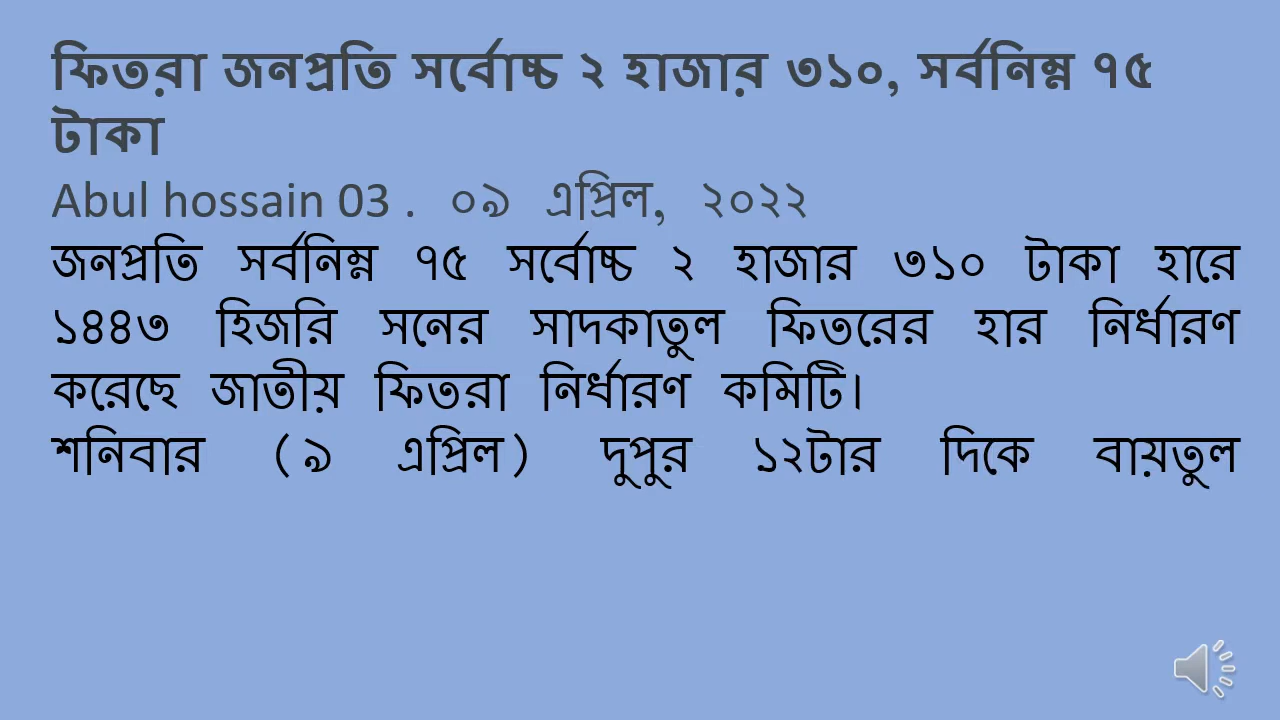 ফিতরা জনপ্রতি সর্বোচ্চ ২ হাজার ৩১০, সর্বনিম্ন ৭৫
টাকা
Abul hossain 03 . ০৯ এপ্রিল, ২০২২
জনপ্রতি সর্বনিম্ন ৭৫ সর্বোচ্চ ২ হাজার ৩১০ টাকা হারে
১৪৪৩ হিজরি সনের সাদকাতুল ফিতরের হার নির্ধারণ
করেছে জাতীয় ফিতরা নির্ধারণ কমিটি।
শনিবার (৯ এপ্রিল) দুপুর ১২টার দিকে বায়তুল